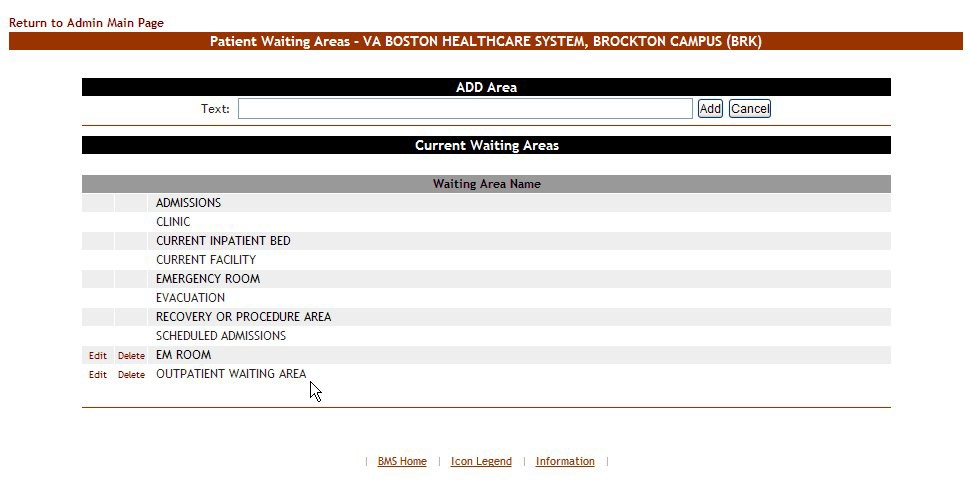 Return to Admin Main Page
Patient Waiting Areas - VA BOSTON HEALTHCARE SYSTEM, BROCKTON CAMPUS (BRK)
ADD Area
Text: Add Cancel
Current Waiting Areas
Waiting Area Name
ADMISSIONS
CLINIC
CURRENT INPATIENT BED
CURRENT FACILITY
EMERGENCY ROOM
EVACUATION
RECOVERY OR PROCEDURE AREA
SCHEDULED ADMISSIONS
Edit Delete EM ROOM
Edit Delete OUTPATIENT WAITING AREA
| BMS Home | Icon Legend | Information |